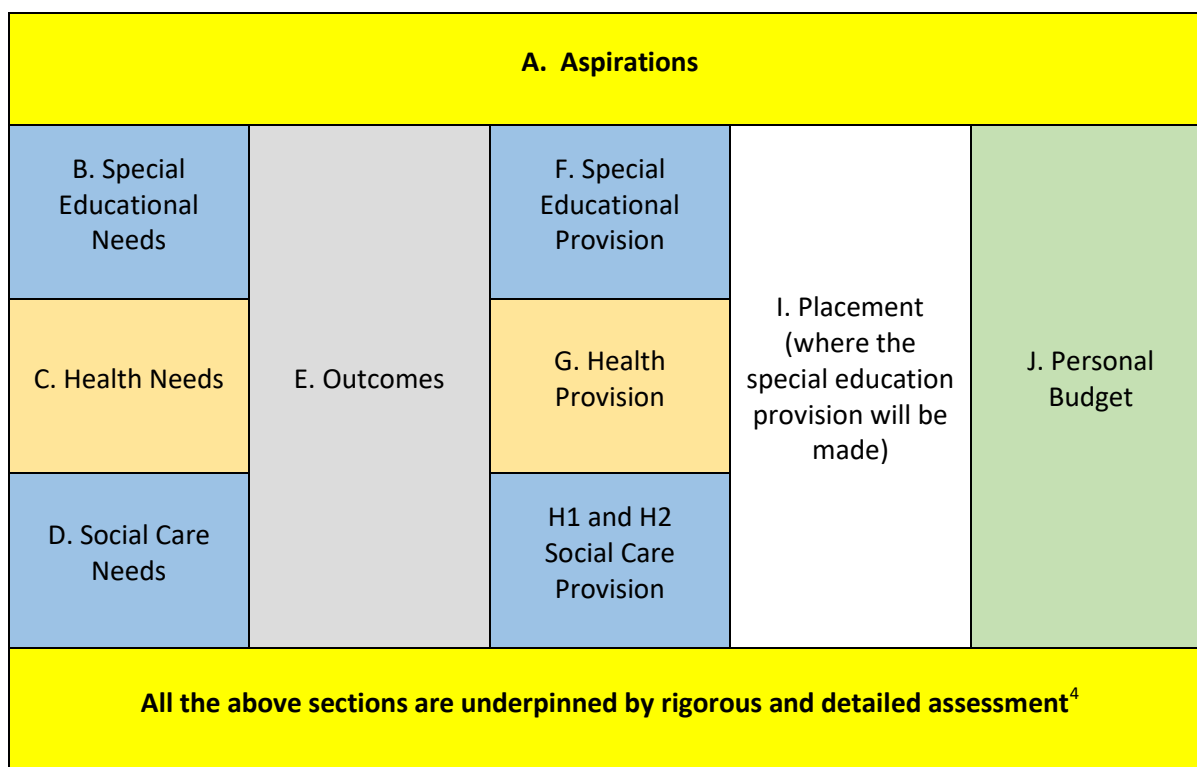 A. Aspirations
B. Special
Educational
Needs
C. Health Needs
D. Social Care
Needs
E. Outcomes
F. Special
Educational
Provision
G. Health
Provision
H1 and H2
Social Care
Provision
I. Placement
(where the
special education
provision will be
made)
J. Personal
Budget
All the above sections are underpinned by rigorous and detailed assessment⁴